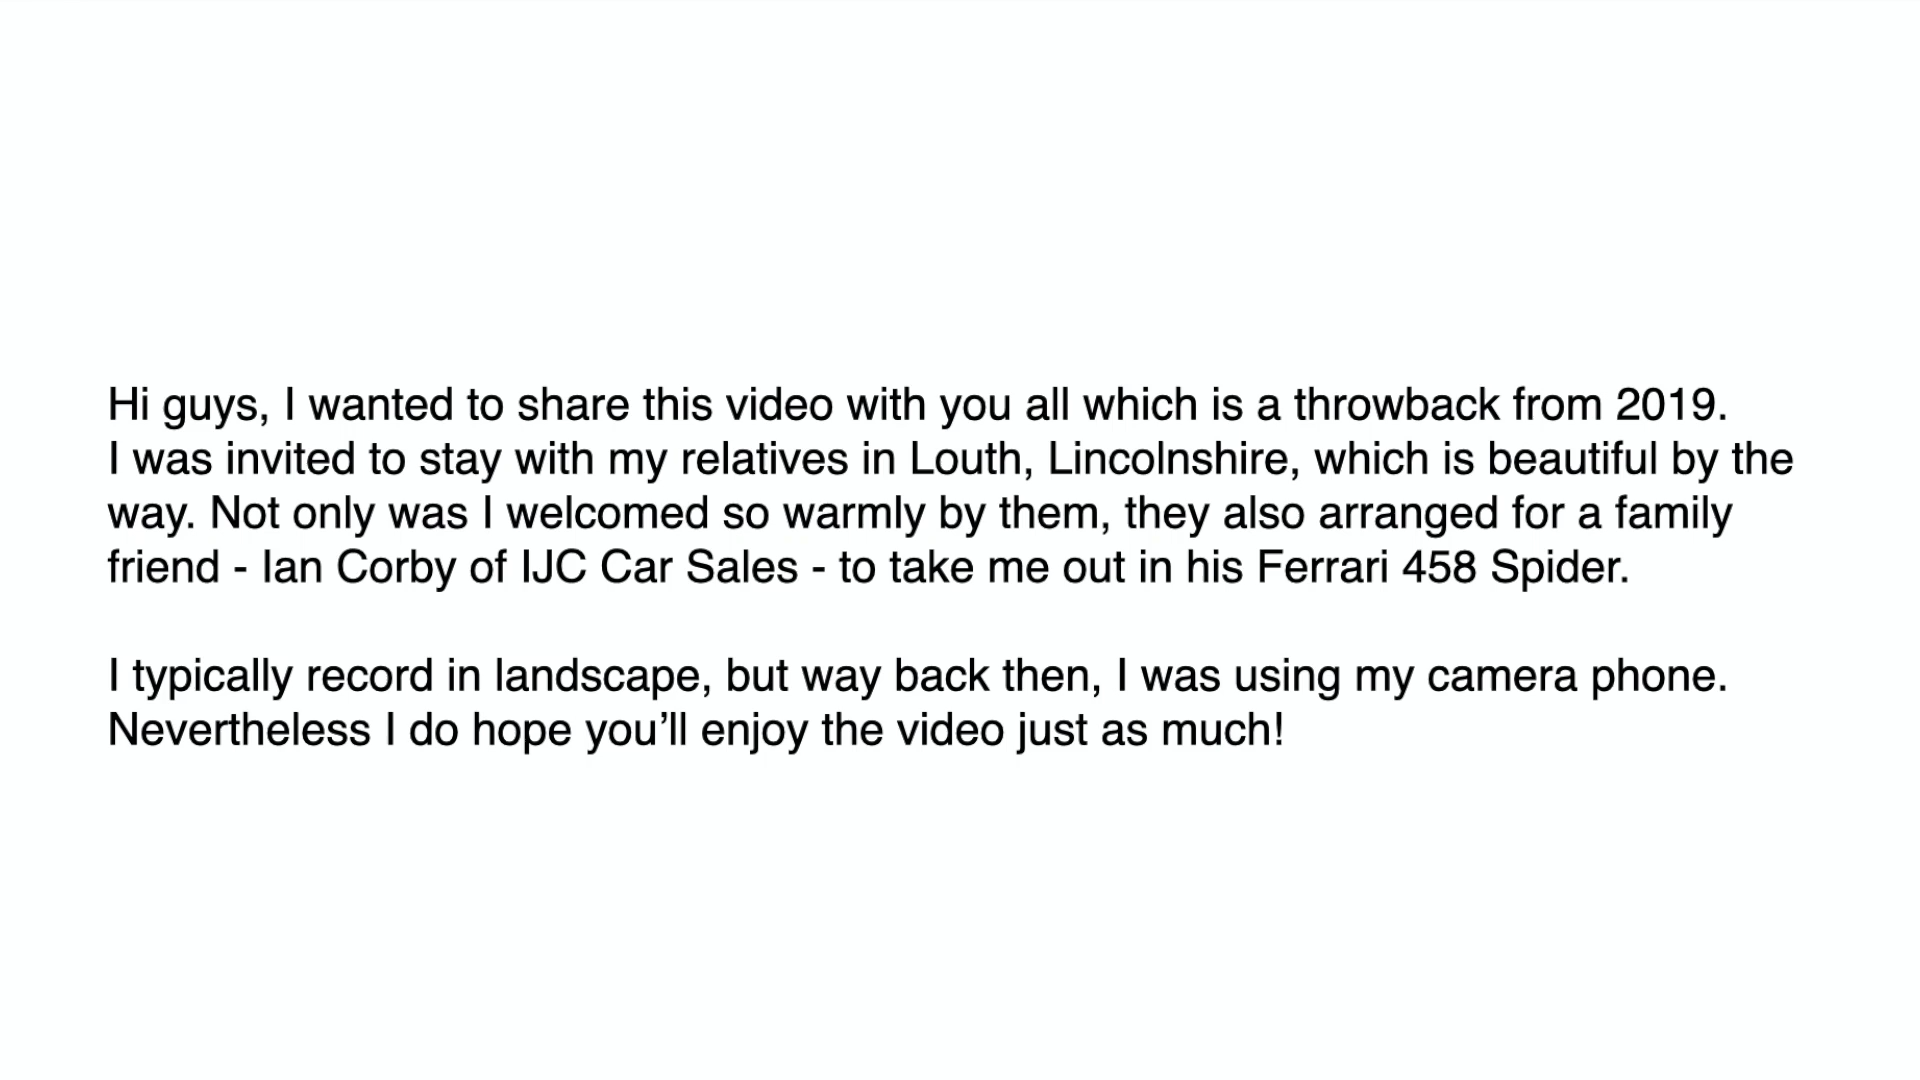 Hi guys, I wanted to share this video with you all which is a throwback from 2019.
I was invited to stay with my relatives in Louth, Lincolnshire, which is beautiful by the
way. Not only was I welcomed so warmly by them, they also arranged for a family
friend - Ian Corby of IJC Car Sales - to take me out in his Ferrari 458 Spider.
I typically record in landscape, but way back then, I was using my camera phone.
Nevertheless I do hope you’ll enjoy the video just as much!